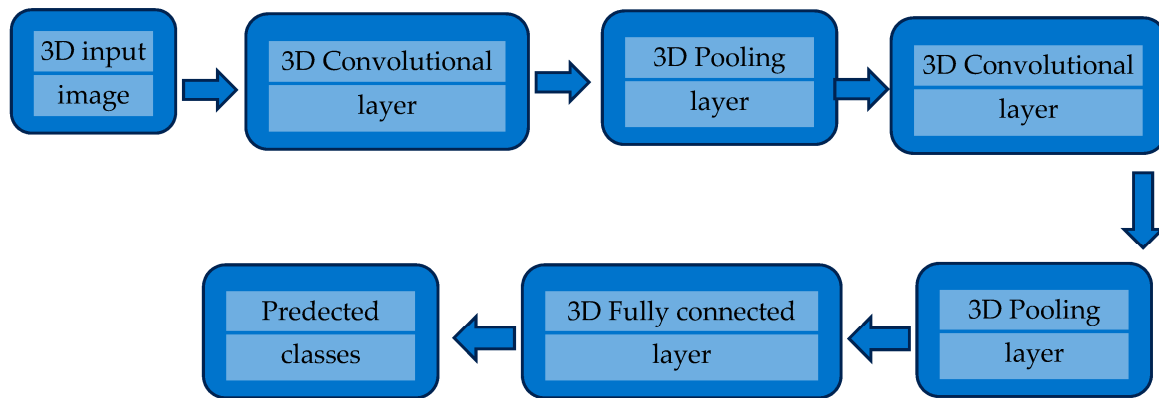 3D input
image
3D Convolutional
layer
3D Pooling
layer
3D Convolutional
layer
3D Pooling
layer
3D Fully connected
layer
Predected
classes